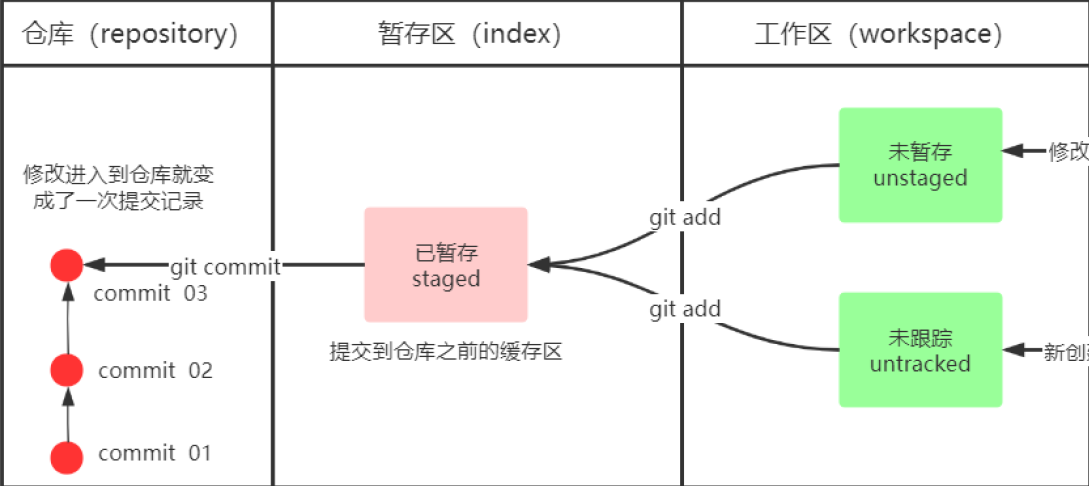 仓库（repository）
暂存区（index）
工作区（workspace）
修改进入到仓库就变
成了一次提交记录
git commit
commit 03
commit 02
commit 01
已暂存
staged
提交到仓库之前的缓存区
git add
git add
未暂存
unstaged
修改
未跟踪
untracked
新创